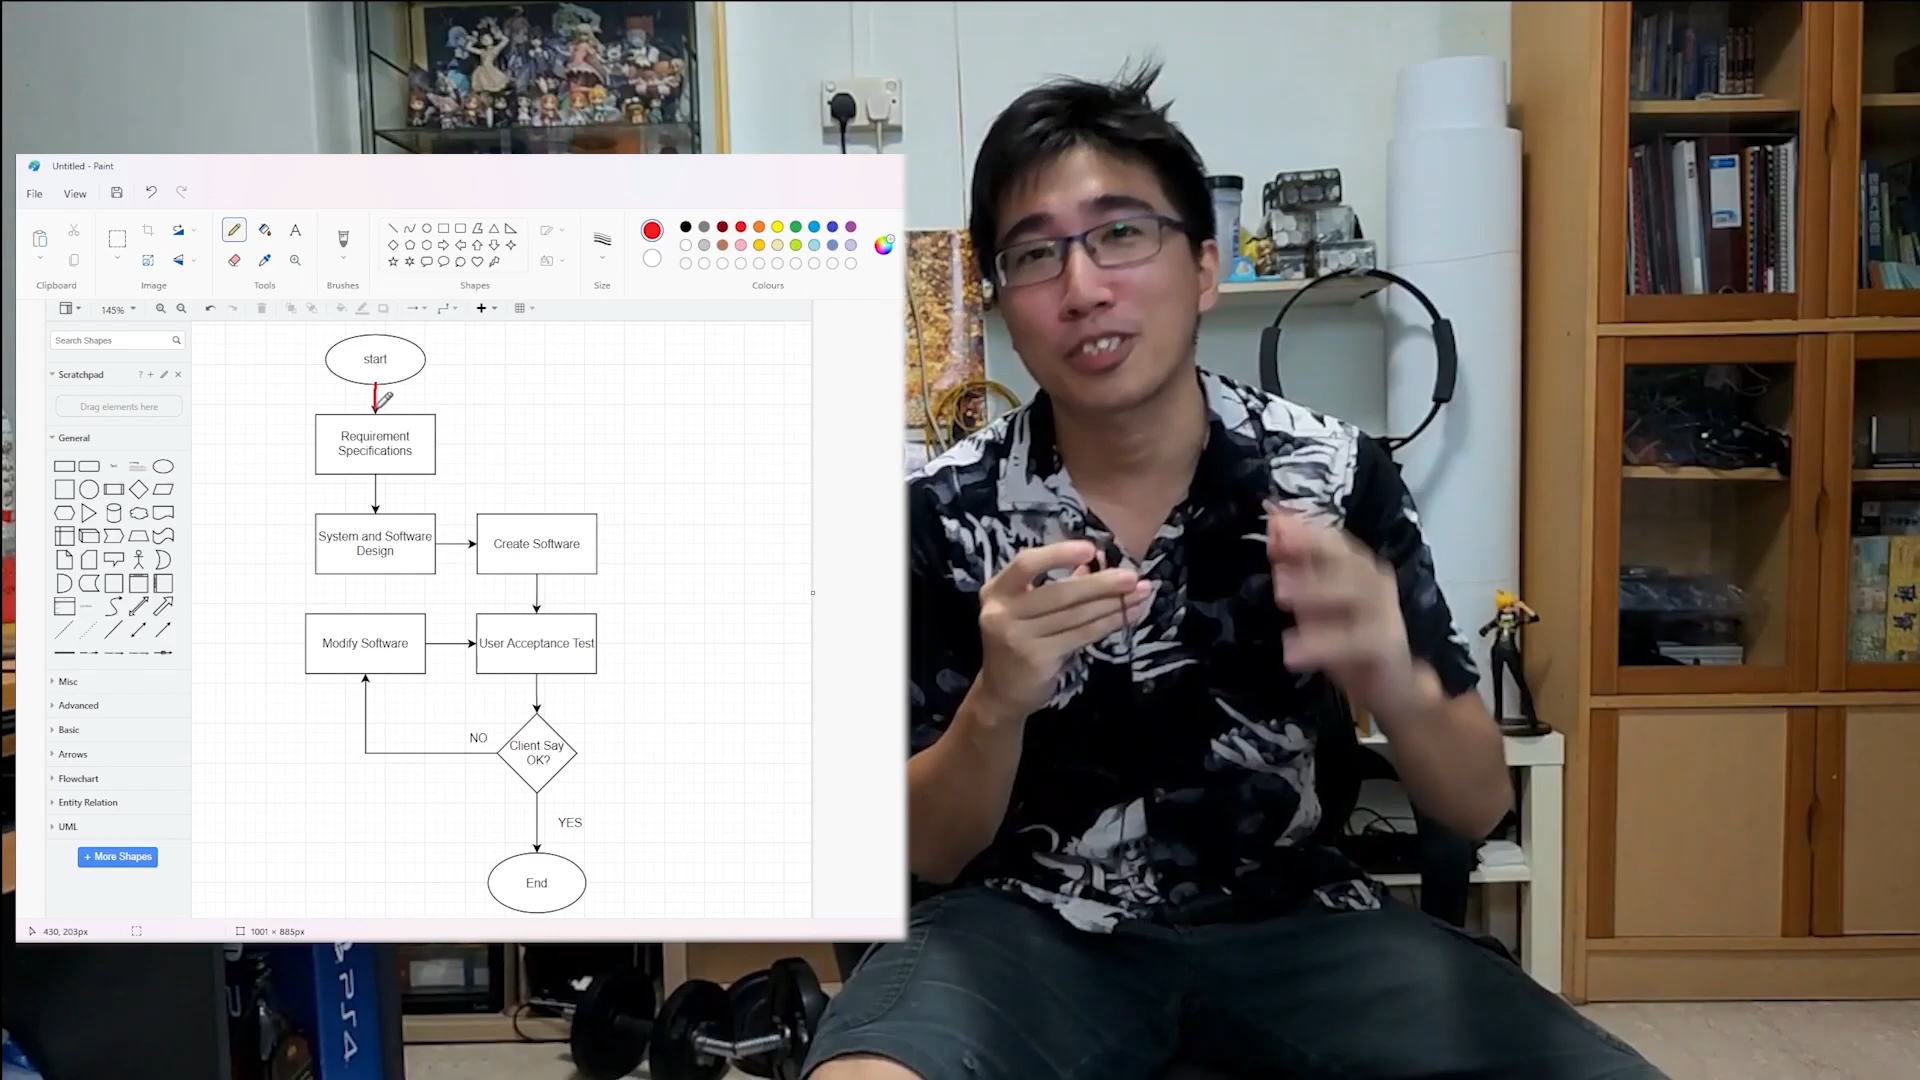 Untitled - Paint
File
View
Clipboard
Image
Tools
Brushes
Shapes
Size
Colours
145%
Search Shapes
Scratchpad
? + ✕
Drag elements here
General
Misc
Advanced
Basic
Arrows
Flowchart
Entity Relation
UML
+ More Shapes
start
Requirement
Specifications
System and Software
Design
Create Software
Modify Software
User Acceptance Test
NO
Client Say
OK?
YES
End
430, 203px
1001 × 885px
PS4